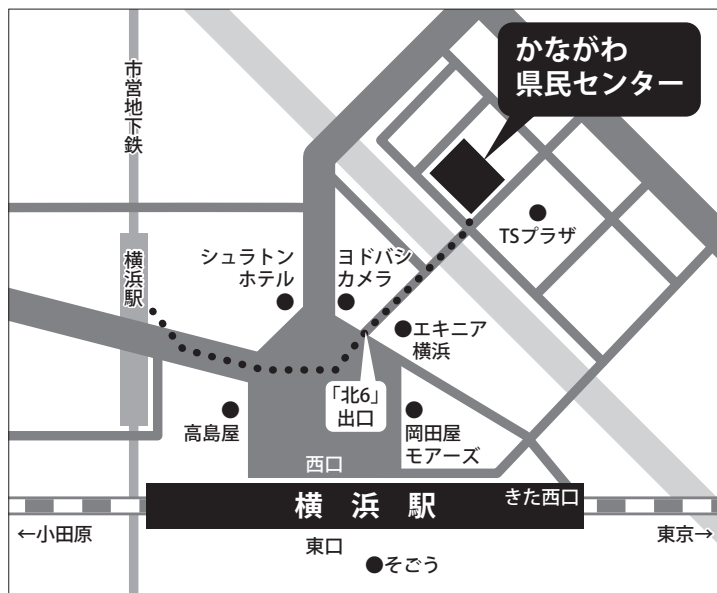 かながわ
県民センター
市営地下鉄
横浜駅
シュラトン
ホテル
ヨドバシ
カメラ
TSプラザ
エキニア
横浜
「北6」
出口
高島屋
岡田屋
モアーズ
西口
横浜駅
きた西口
←小田原
東口
東京→
そごう